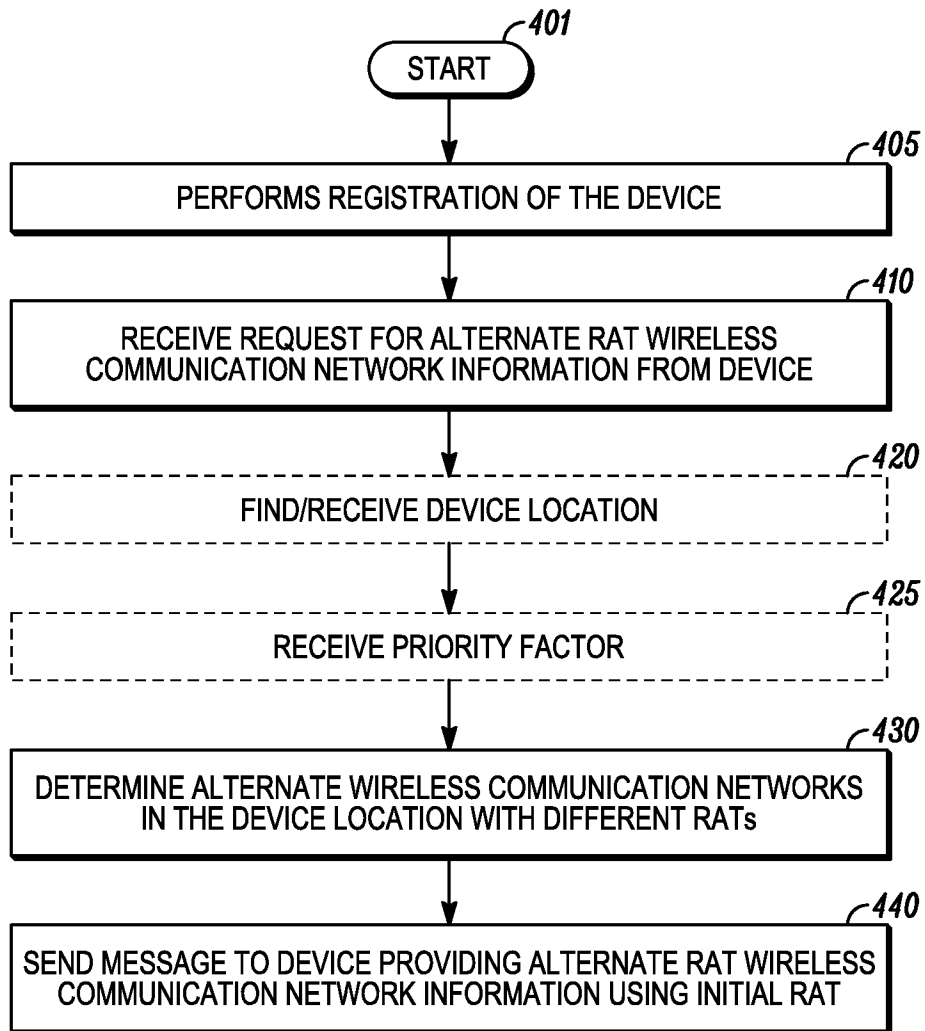 401
START
405
PERFORMS REGISTRATION OF THE DEVICE
410
RECEIVE REQUEST FOR ALTERNATE RAT WIRELESS
COMMUNICATION NETWORK INFORMATION FROM DEVICE
420
FIND/RECEIVE DEVICE LOCATION
425
RECEIVE PRIORITY FACTOR
430
DETERMINE ALTERNATE WIRELESS COMMUNICATION NETWORKS
IN THE DEVICE LOCATION WITH DIFFERENT RATs
440
SEND MESSAGE TO DEVICE PROVIDING ALTERNATE RAT WIRELESS
COMMUNICATION NETWORK INFORMATION USING INITIAL RAT